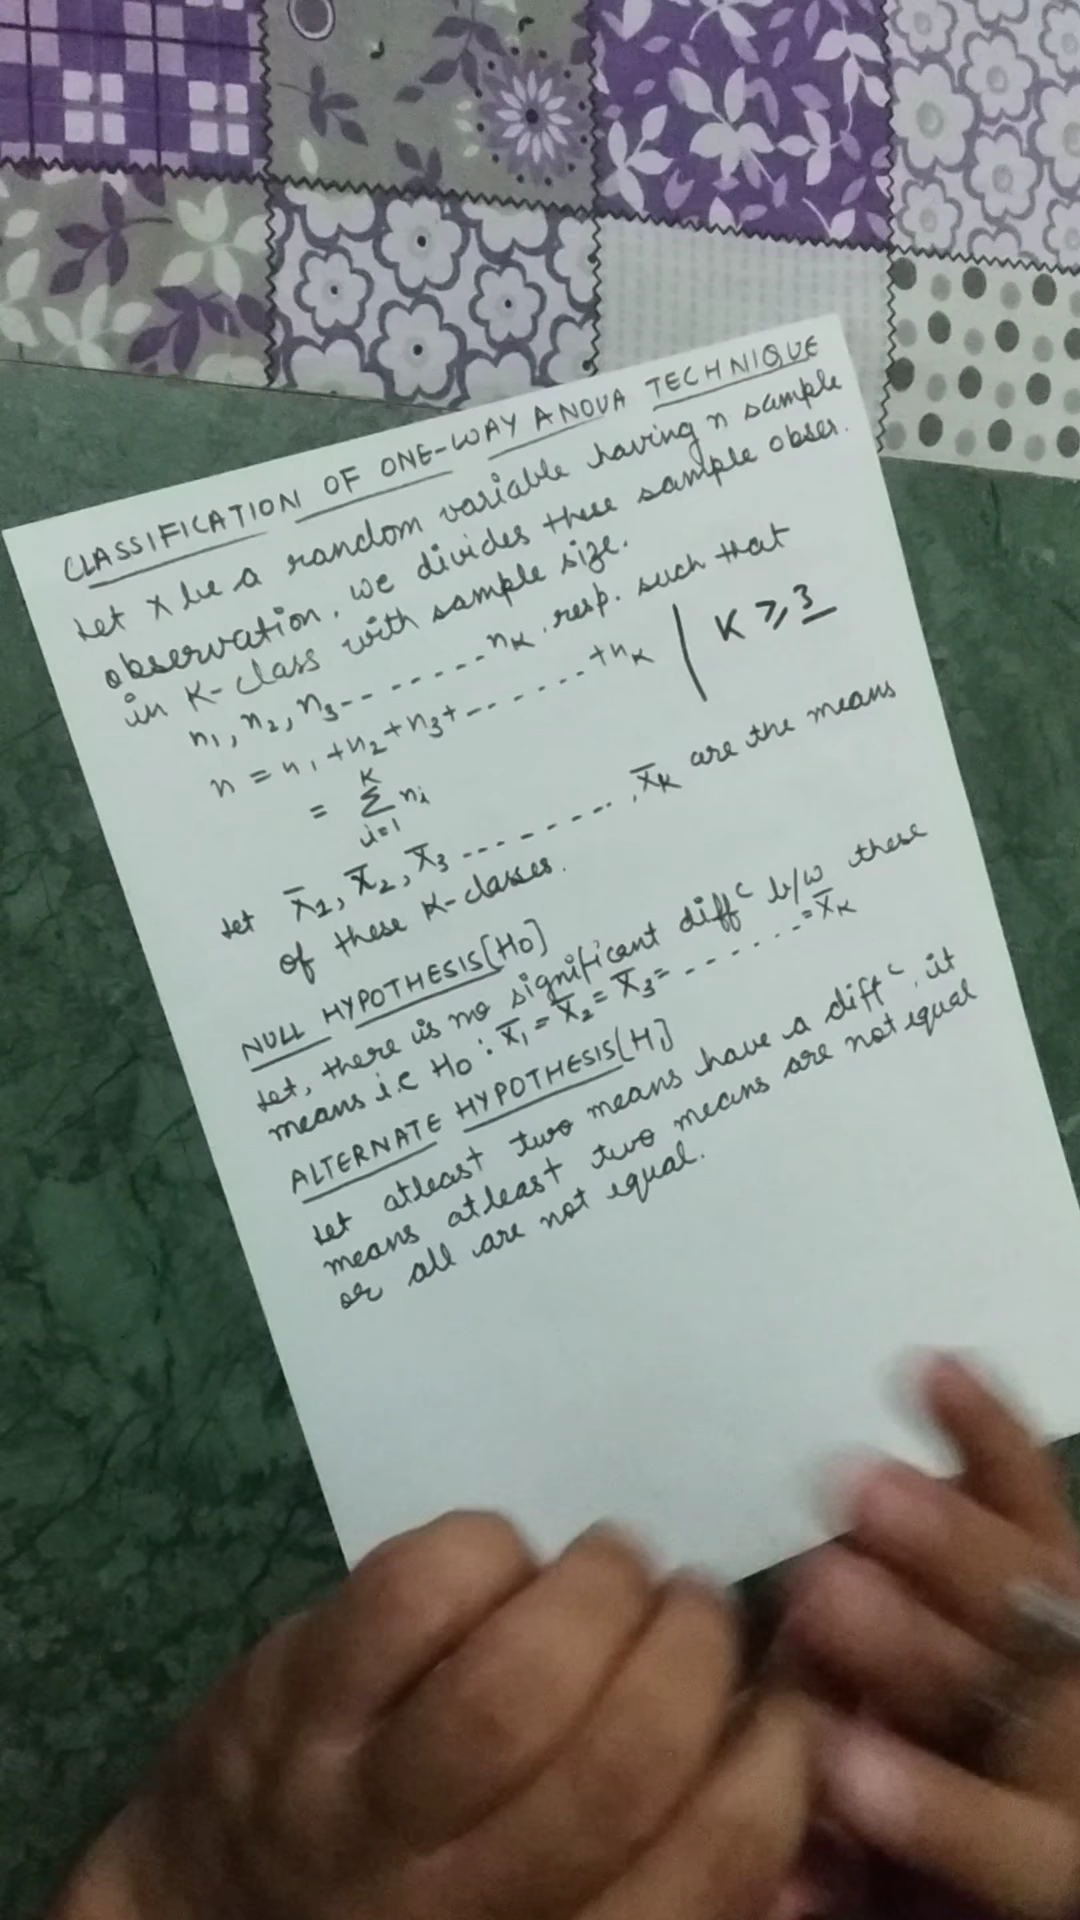 CLASSIFICATION OF ONE-WAY ANOVA TECHNIQUE
Let x be a random variable having n sample
observation, we divides these sample obser.
in K-class with sample size.
n₁, n₂, n₃-------nₖ. resp. such that
n = n₁+n₂+n₃+-------+nₖ | K ≥ 3
K
= Σ nᵢ
i=1
Let x̄₁, x̄₂, x̄₃ --------, x̄ₖ are the means
of these K-classes.
NULL HYPOTHESIS[H₀]
Let, there is no significant diffᶜ b/w these
means i.e H₀ : x̄₁ = x̄₂ = x̄₃= ------=x̄ₖ
ALTERNATE HYPOTHESIS[H₁]
Let atleast two means have a diffᶜ, it
means atleast two means are not equal
or all are not equal.